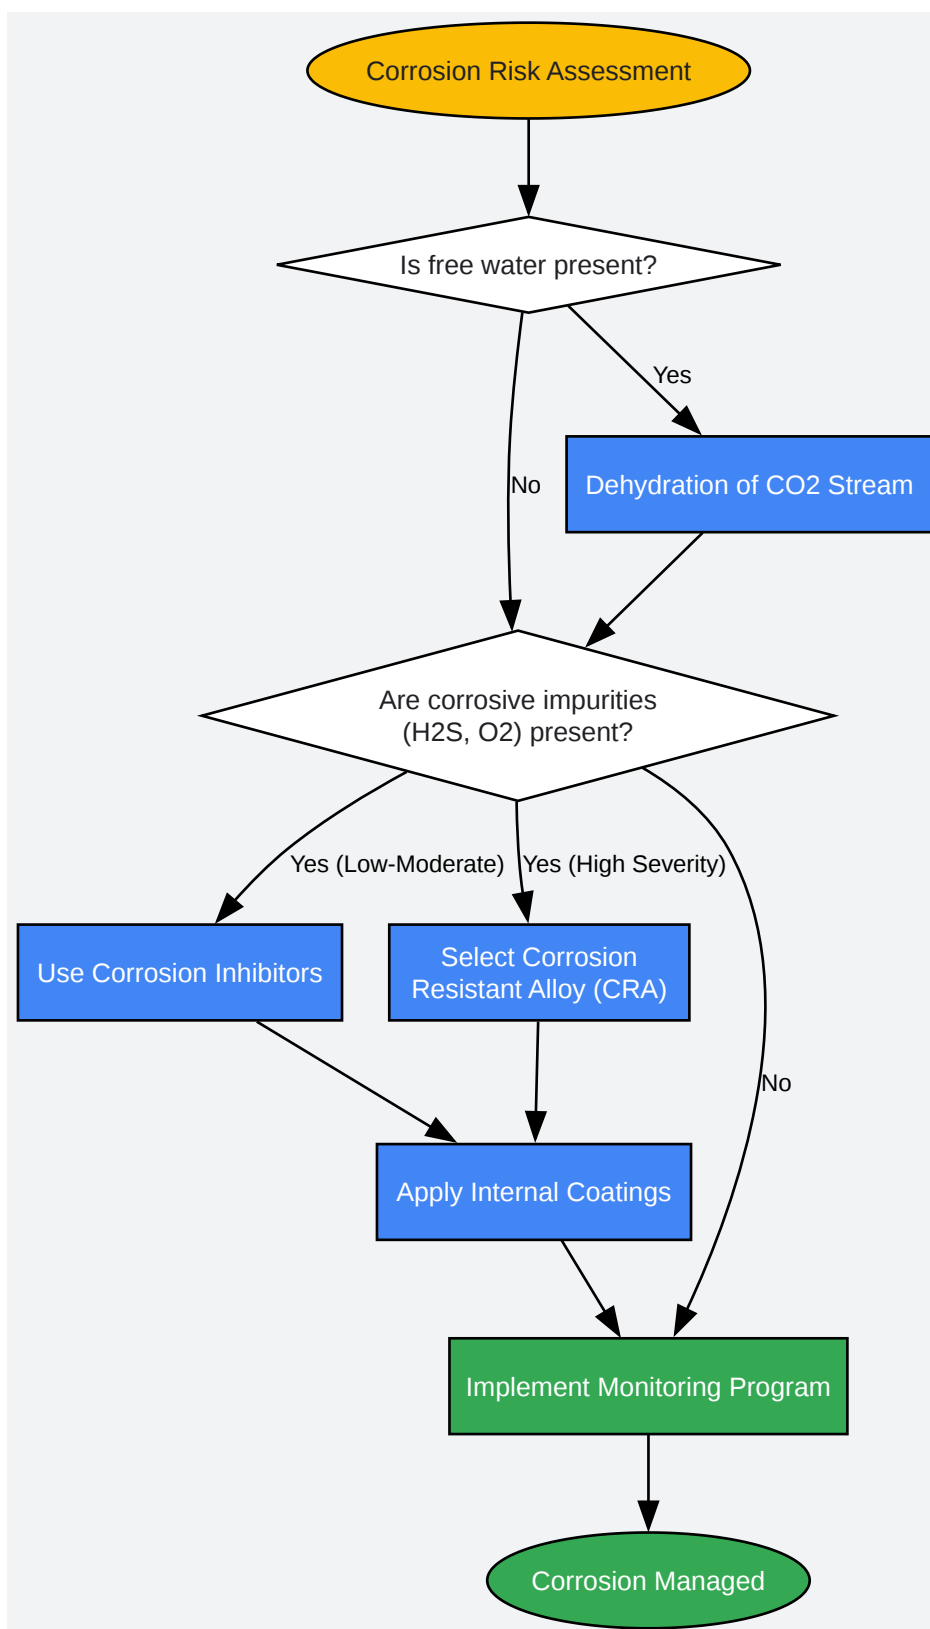 Corrosion Risk Assessment
Is free water present?
Yes
No
Dehydration of CO2 Stream
Are corrosive impurities
(H2S, O2) present?
Yes (Low-Moderate)
Yes (High Severity)
Use Corrosion Inhibitors
Select Corrosion
Resistant Alloy (CRA)
No
Apply Internal Coatings
Implement Monitoring Program
Corrosion Managed